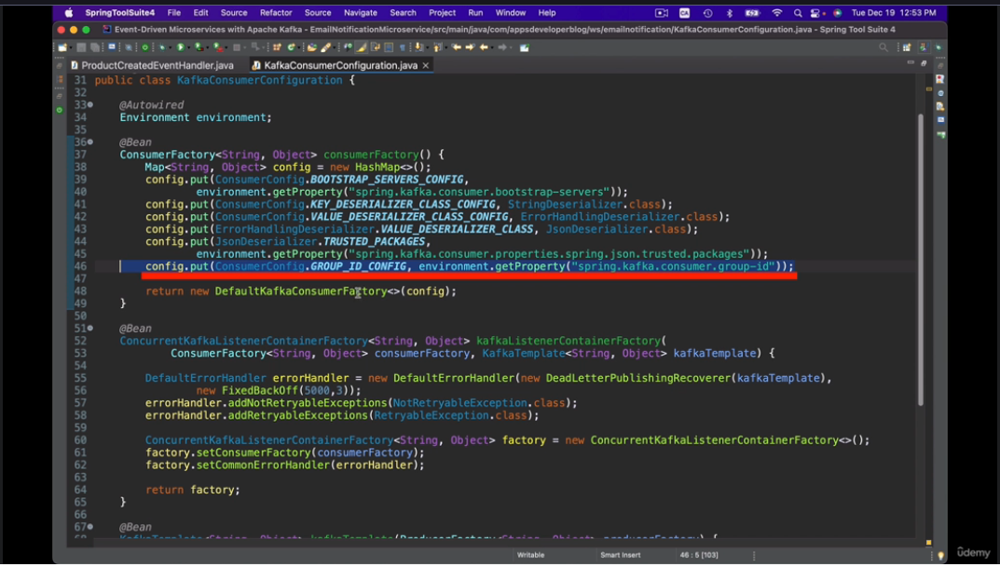 SpringToolSuite4 File Edit Source Refactor Source Navigate Search Project Run Window Help CA Tue Dec 19 12:53 PM
Event-Driven Microservices with Apache Kafka - EmailNotificationMicroservice/src/main/java/com/appsdeveloperblog/ws/emailnotification/KafkaConsumerConfiguration.java - Spring Tool Suite 4
ProductCreatedEventHandler.java KafkaConsumerConfiguration.java
31 public class KafkaConsumerConfiguration {
32
33 @Autowired
34 Environment environment;
35
36 @Bean
37 ConsumerFactory<String, Object> consumerFactory() {
38 Map<String, Object> config = new HashMap<>();
39 config.put(ConsumerConfig.BOOTSTRAP_SERVERS_CONFIG,
40 environment.getProperty("spring.kafka.consumer.bootstrap-servers"));
41 config.put(ConsumerConfig.KEY_DESERIALIZER_CLASS_CONFIG, StringDeserializer.class);
42 config.put(ConsumerConfig.VALUE_DESERIALIZER_CLASS_CONFIG, ErrorHandlingDeserializer.class);
43 config.put(ErrorHandlingDeserializer.VALUE_DESERIALIZER_CLASS, JsonDeserializer.class);
44 config.put(JsonDeserializer.TRUSTED_PACKAGES,
45 environment.getProperty("spring.kafka.consumer.properties.spring.json.trusted.packages"));
46 config.put(ConsumerConfig.GROUP_ID_CONFIG, environment.getProperty("spring.kafka.consumer.group-id"));
47
48 return new DefaultKafkaConsumerFactory<>(config);
49 }
50
51 @Bean
52 ConcurrentKafkaListenerContainerFactory<String, Object> kafkaListenerContainerFactory(
53 ConsumerFactory<String, Object> consumerFactory, KafkaTemplate<String, Object> kafkaTemplate) {
54
55 DefaultErrorHandler errorHandler = new DefaultErrorHandler(new DeadLetterPublishingRecoverer(kafkaTemplate),
56 new FixedBackOff(5000,3));
57 errorHandler.addNotRetryableExceptions(NotRetryableException.class);
58 errorHandler.addRetryableExceptions(RetryableException.class);
59
60 ConcurrentKafkaListenerContainerFactory<String, Object> factory = new ConcurrentKafkaListenerContainerFactory<>();
61 factory.setConsumerFactory(consumerFactory);
62 factory.setCommonErrorHandler(errorHandler);
63
64 return factory;
65 }
66
67 @Bean
Writable Smart Insert 46 : 5 [103]
ûdemy